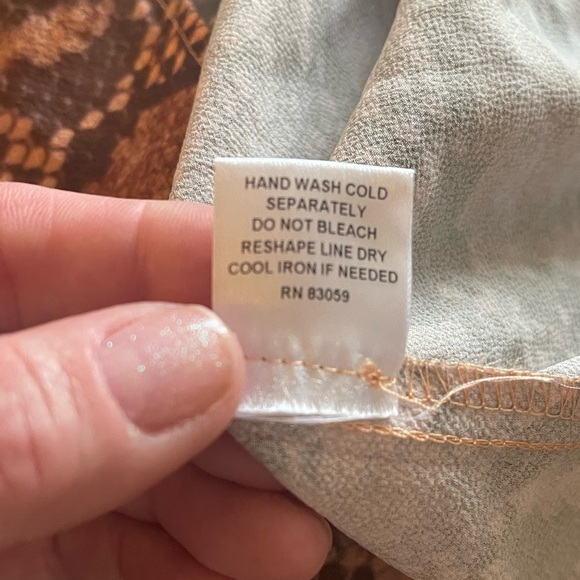 HAND WASH COLD
SEPARATELY
DO NOT BLEACH
RESHAPE LINE DRY
COOL IRON IF NEEDED
RN 83059